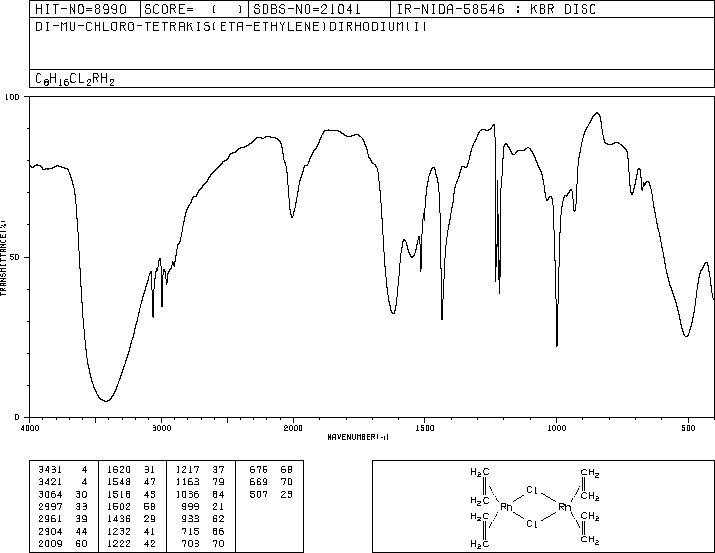 HIT-NO=8990 SCORE= ( ) SDBS-NO=21041 IR-NIDA-58546 : KBR DISC
DI-MU-CHLORO-TETRAKIS(ETA-ETHYLENE)DIRHODIUM(I)
C8H16CL2RH2
100
50
0
TRANSMITTANCE(%)
4000 3000 2000 1500 1000 500
WAVENUMBER(-1)
3431 4 1620 31 1217 37 676 68
3421 4 1548 47 1163 79 669 70
3064 30 1518 45 1036 64 507 25
2997 33 1502 58 999 21
2961 39 1436 29 933 62
2904 44 1232 41 715 66
2009 60 1222 42 703 70
H2C CH2
H2C Cl CH2
Rh Rh
H2C Cl CH2
H2C CH2